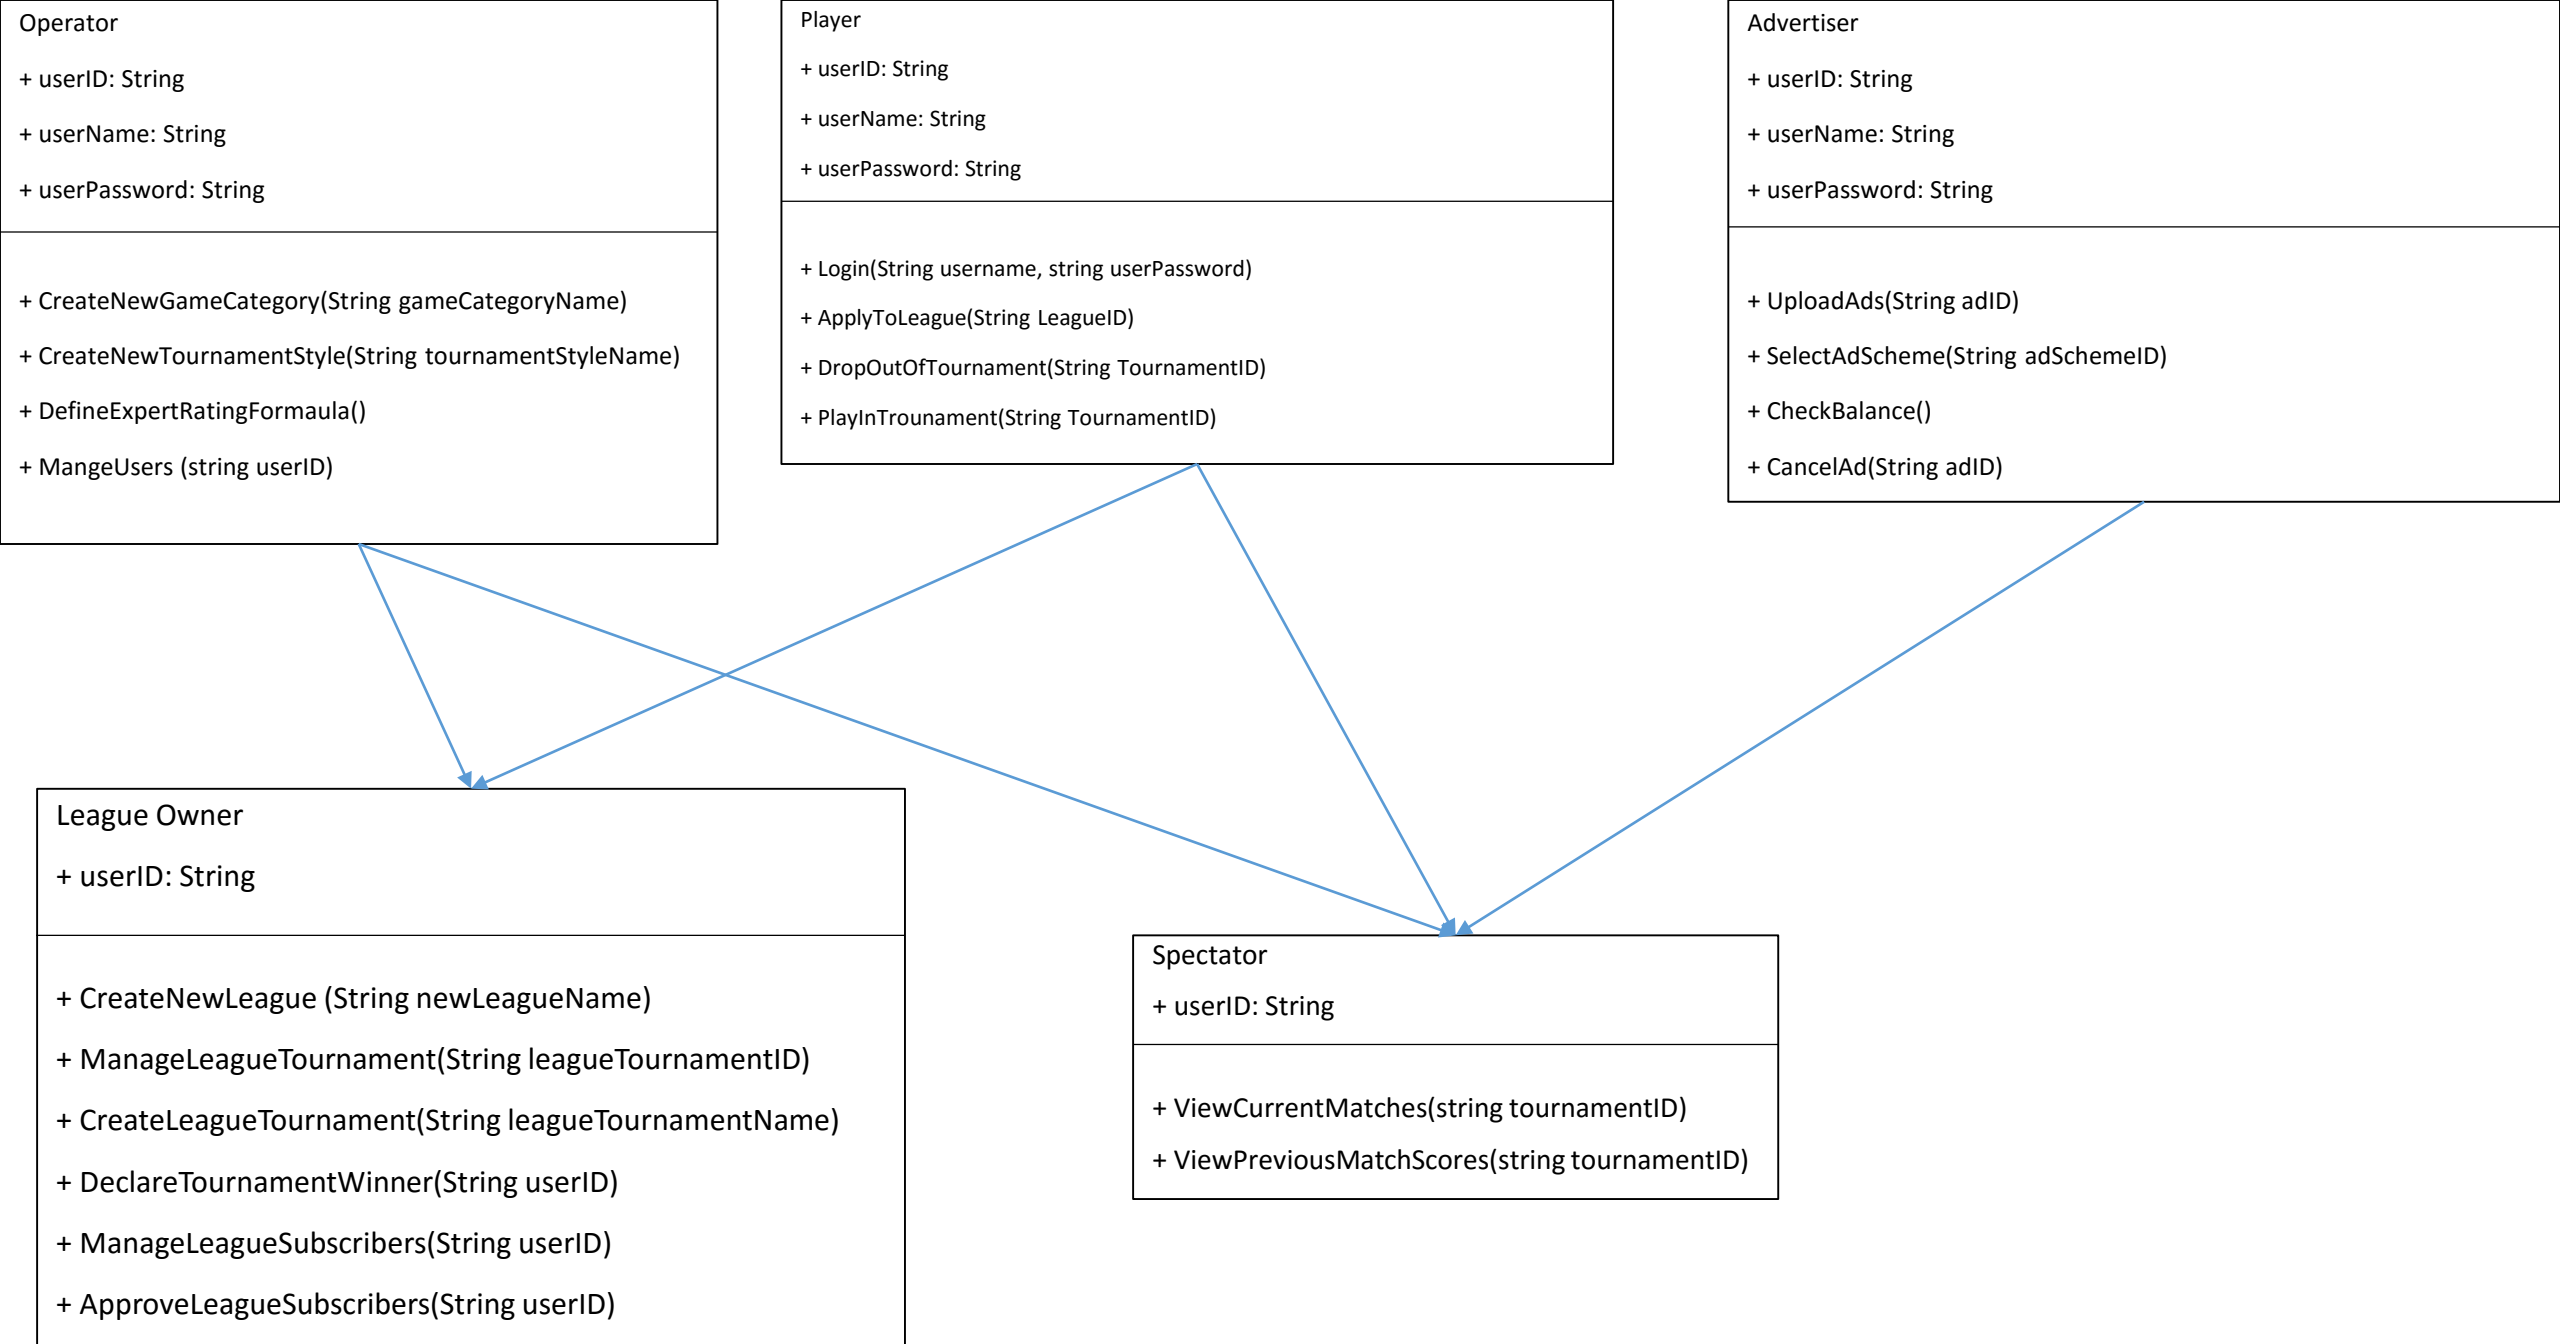 Operator
+ userID: String
+ userName: String
+ userPassword: String
+ CreateNewGameCategory(String gameCategoryName)
+ CreateNewTournamentStyle(String tournamentStyleName)
+ DefineExpertRatingFormaula()
+ MangeUsers (string userID)
Player
+ userID: String
+ userName: String
+ userPassword: String
+ Login(String username, string userPassword)
+ ApplyToLeague(String LeagueID)
+ DropOutOfTournament(String TournamentID)
+ PlayInTrounament(String TournamentID)
Advertiser
+ userID: String
+ userName: String
+ userPassword: String
+ UploadAds(String adID)
+ SelectAdScheme(String adSchemeID)
+ CheckBalance()
+ CancelAd(String adID)
League Owner
+ userID: String
+ CreateNewLeague (String newLeagueName)
+ ManageLeagueTournament(String leagueTournamentID)
+ CreateLeagueTournament(String leagueTournamentName)
+ DeclareTournamentWinner(String userID)
+ ManageLeagueSubscribers(String userID)
+ ApproveLeagueSubscribers(String userID)
Spectator
+ userID: String
+ ViewCurrentMatches(string tournamentID)
+ ViewPreviousMatchScores(string tournamentID)